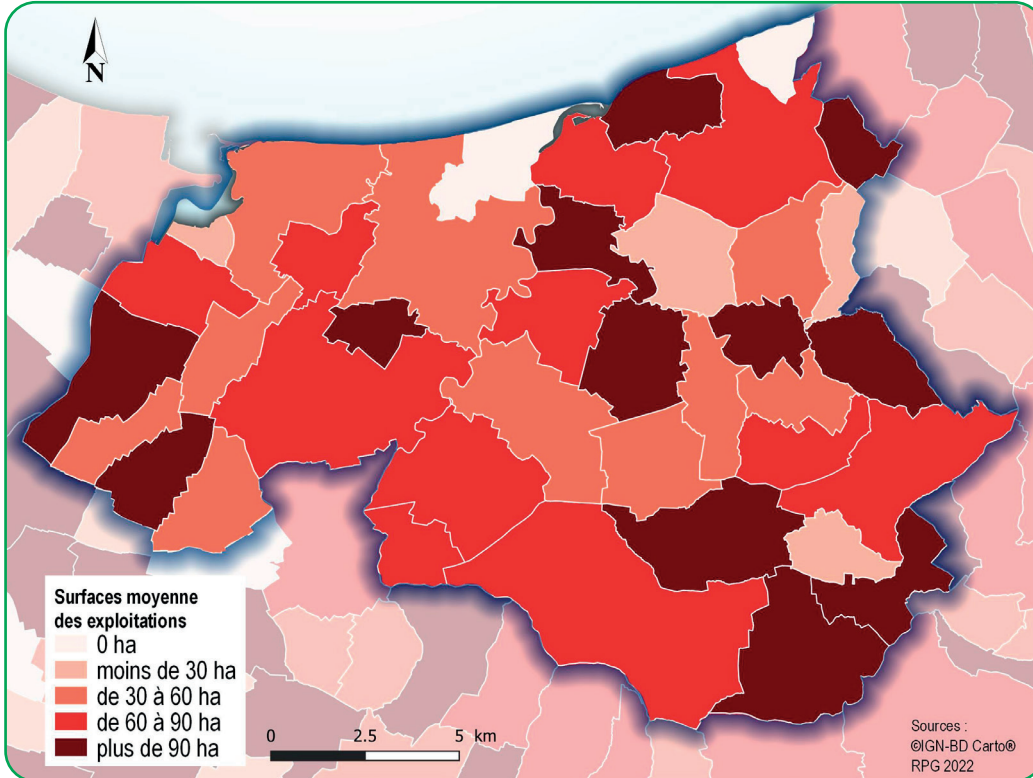 N
Surfaces moyenne
des exploitations
0 ha
moins de 30 ha
de 30 à 60 ha
de 60 à 90 ha
plus de 90 ha
0 2.5 5 km
Sources :
©IGN-BD Carto®
RPG 2022